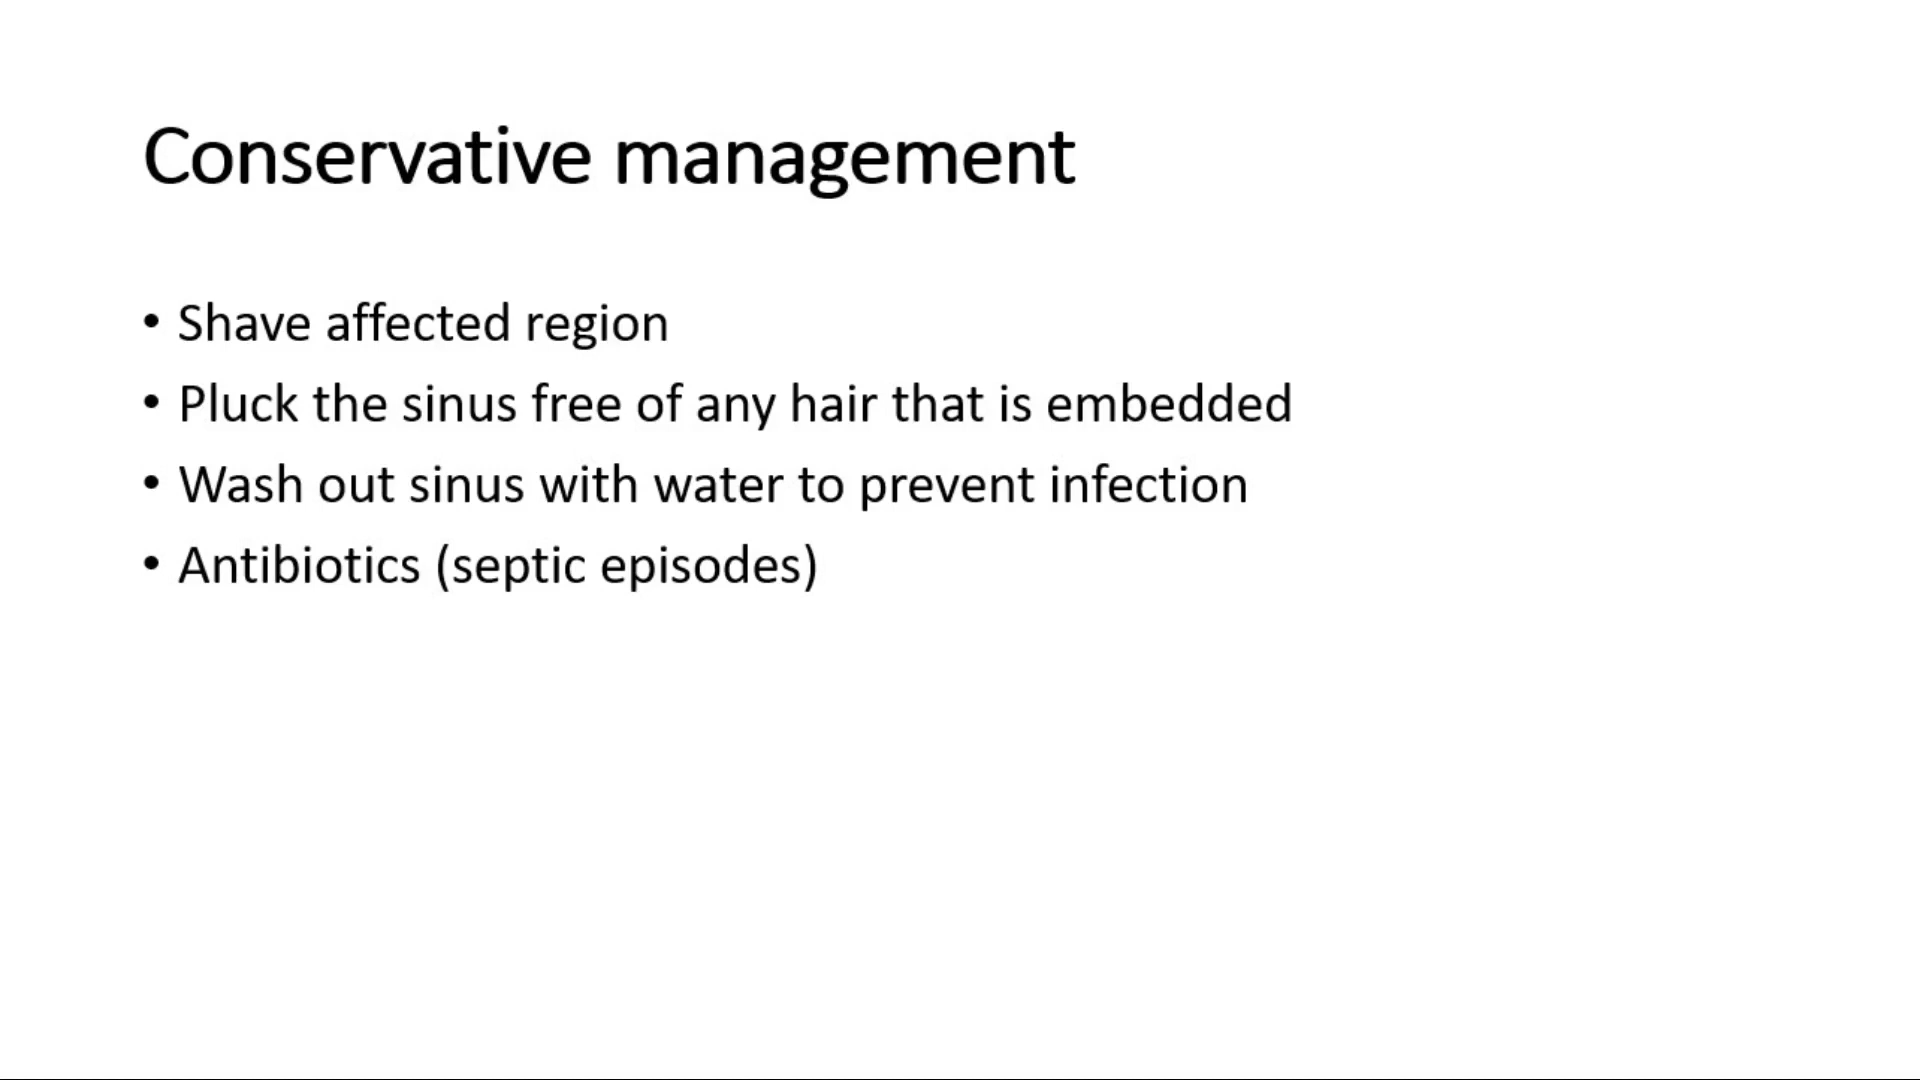 Conservative management
• Shave affected region
• Pluck the sinus free of any hair that is embedded
• Wash out sinus with water to prevent infection
• Antibiotics (septic episodes)